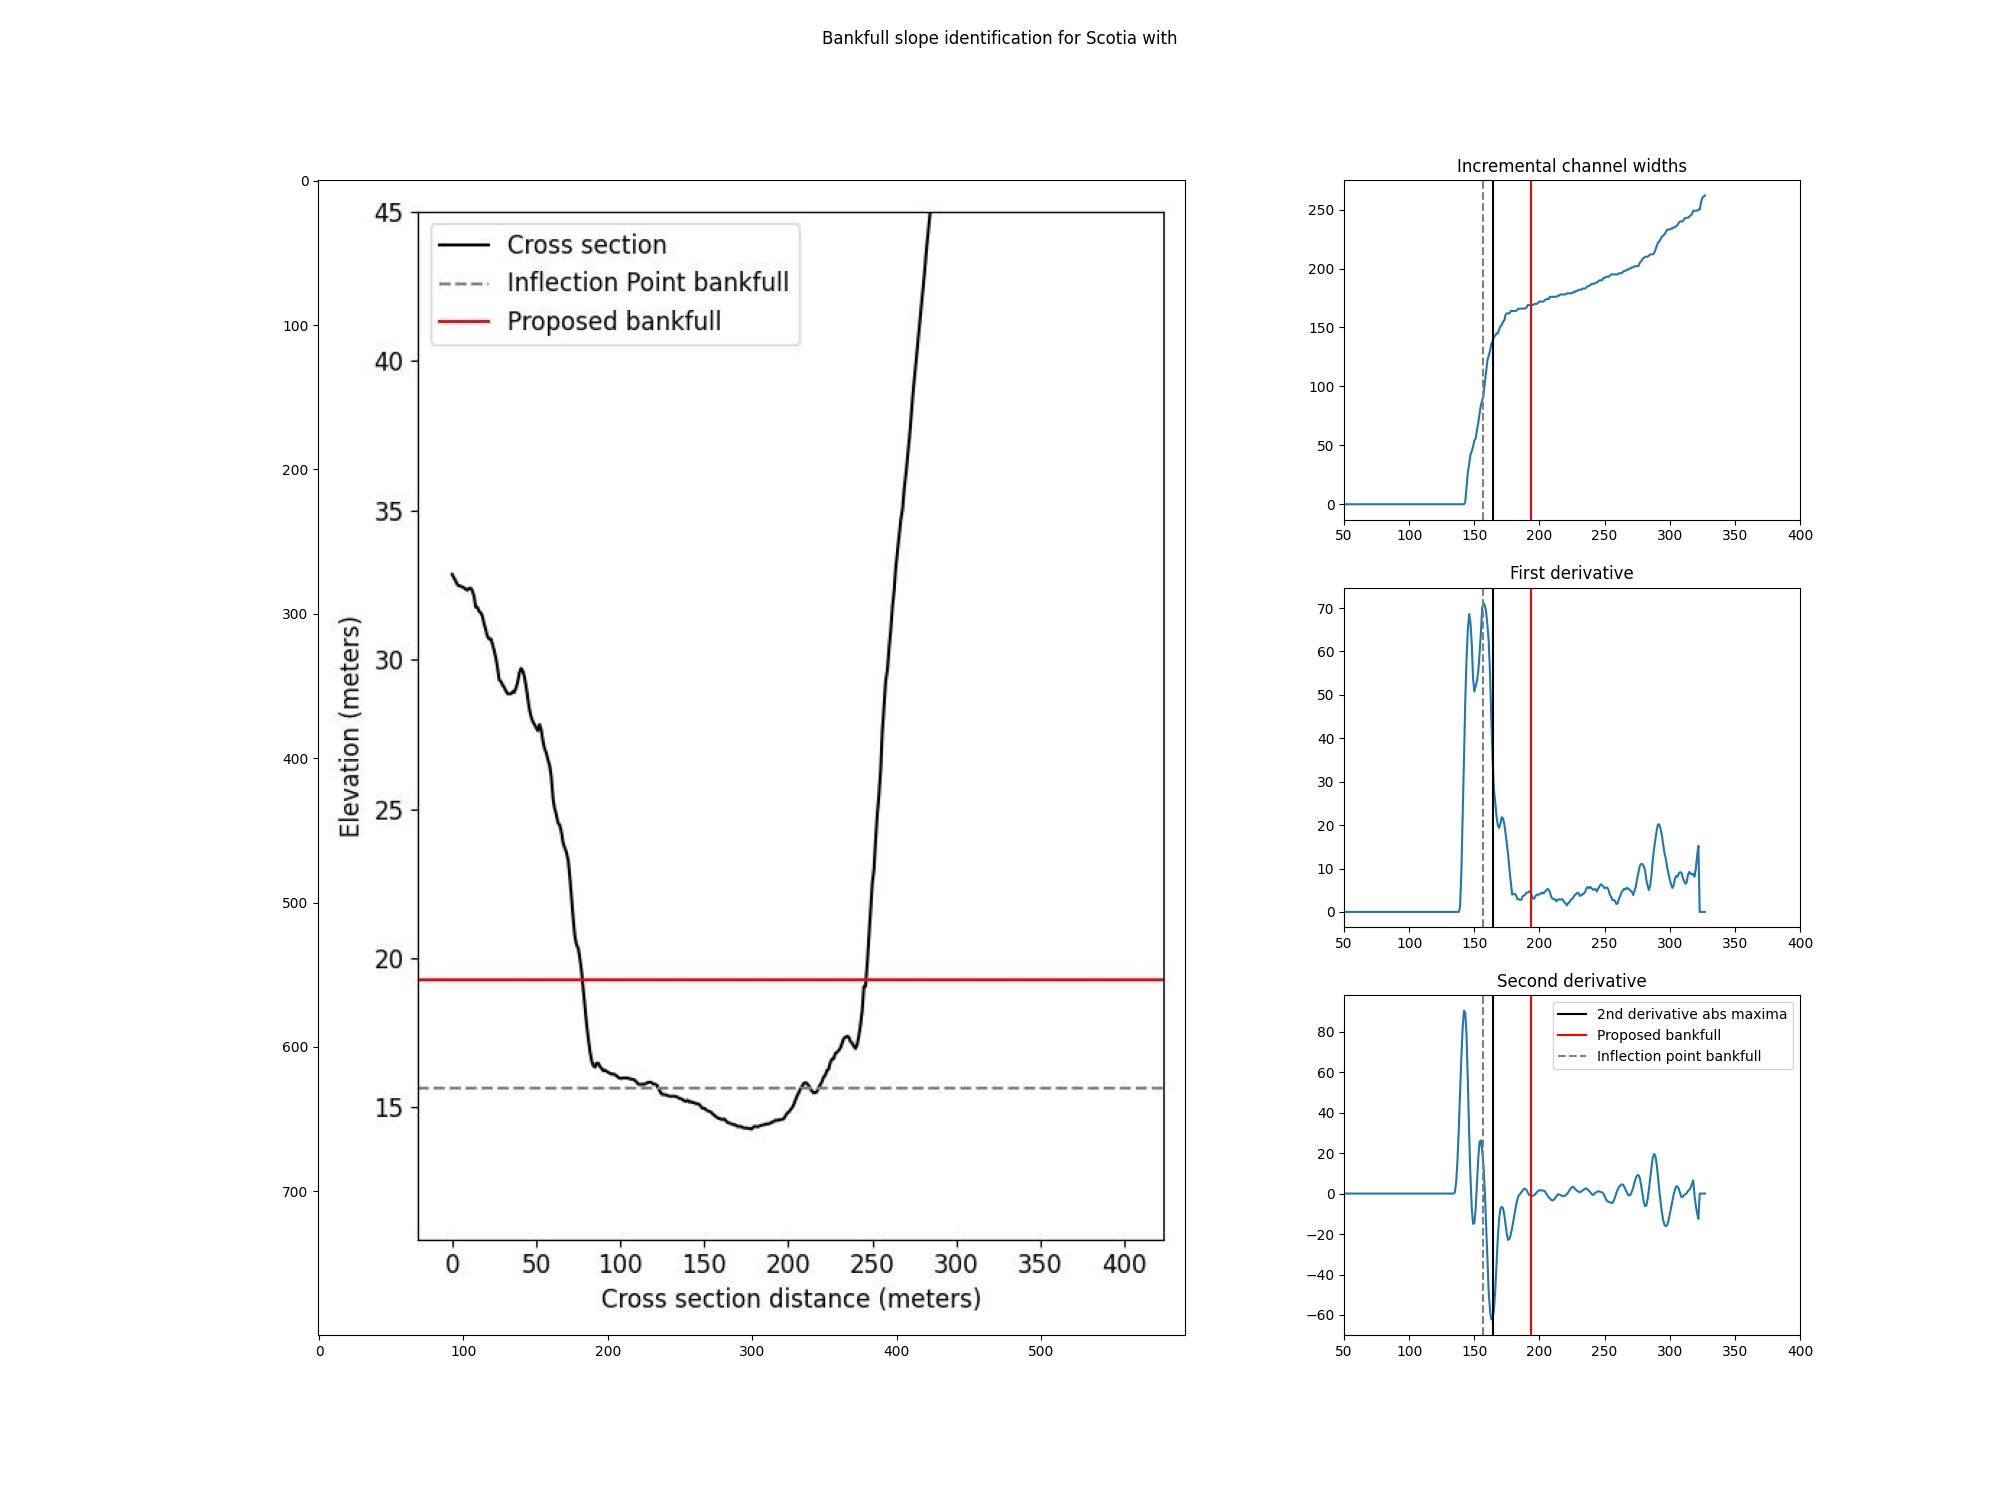 Bankfull slope identification for Scotia with
0
100
200
300
400
500
600
700
0
100
200
300
400
500
Elevation (meters)
45
40
35
30
25
20
15
Cross section
Inflection Point bankfull
Proposed bankfull
0 50 100 150 200 250 300 350 400
Cross section distance (meters)
Incremental channel widths
250
200
150
100
50
0
50 100 150 200 250 300 350 400
First derivative
70
60
50
40
30
20
10
0
50 100 150 200 250 300 350 400
Second derivative
80
60
40
20
0
−20
−40
−60
2nd derivative abs maxima
Proposed bankfull
Inflection point bankfull
50 100 150 200 250 300 350 400